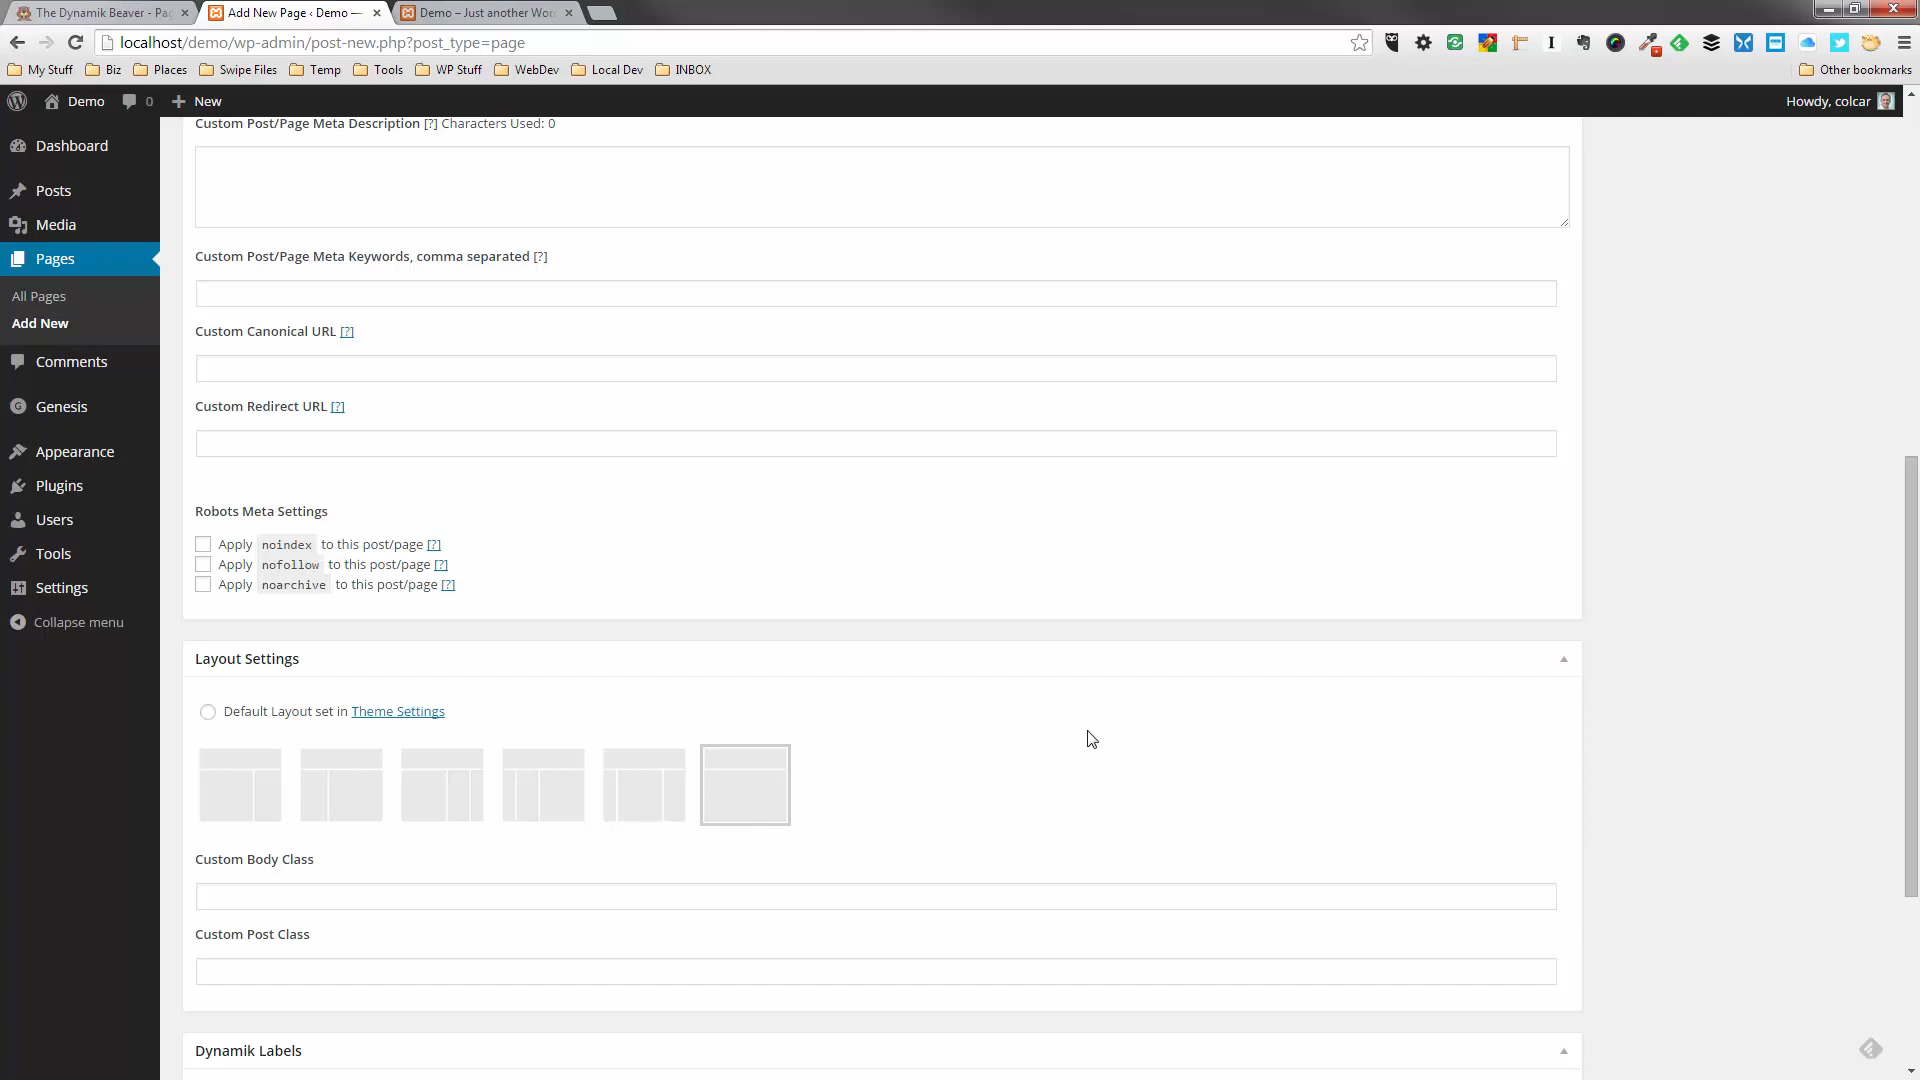 The Dynamik Beaver - Pa
Add New Page ‹ Demo —
Demo – Just another Wor
localhost/demo/wp-admin/post-new.php?post_type=page
My Stuff
Biz
Places
Swipe Files
Temp
Tools
WP Stuff
WebDev
Local Dev
INBOX
Other bookmarks
Demo
0
New
Howdy, colcar
Dashboard
Posts
Media
Pages
All Pages
Add New
Comments
Genesis
Appearance
Plugins
Users
Tools
Settings
Collapse menu
Custom Post/Page Meta Description [?] Characters Used: 0
Custom Post/Page Meta Keywords, comma separated [?]
Custom Canonical URL [?]
Custom Redirect URL [?]
Robots Meta Settings
Apply noindex to this post/page [?]
Apply nofollow to this post/page [?]
Apply noarchive to this post/page [?]
Layout Settings
Default Layout set in Theme Settings
Custom Body Class
Custom Post Class
Dynamik Labels